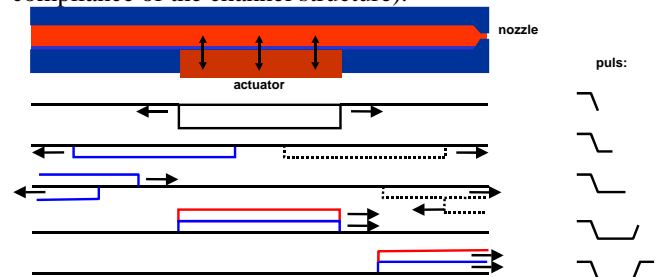 compliance of the channel structure).
nozzle
puls:
actuator